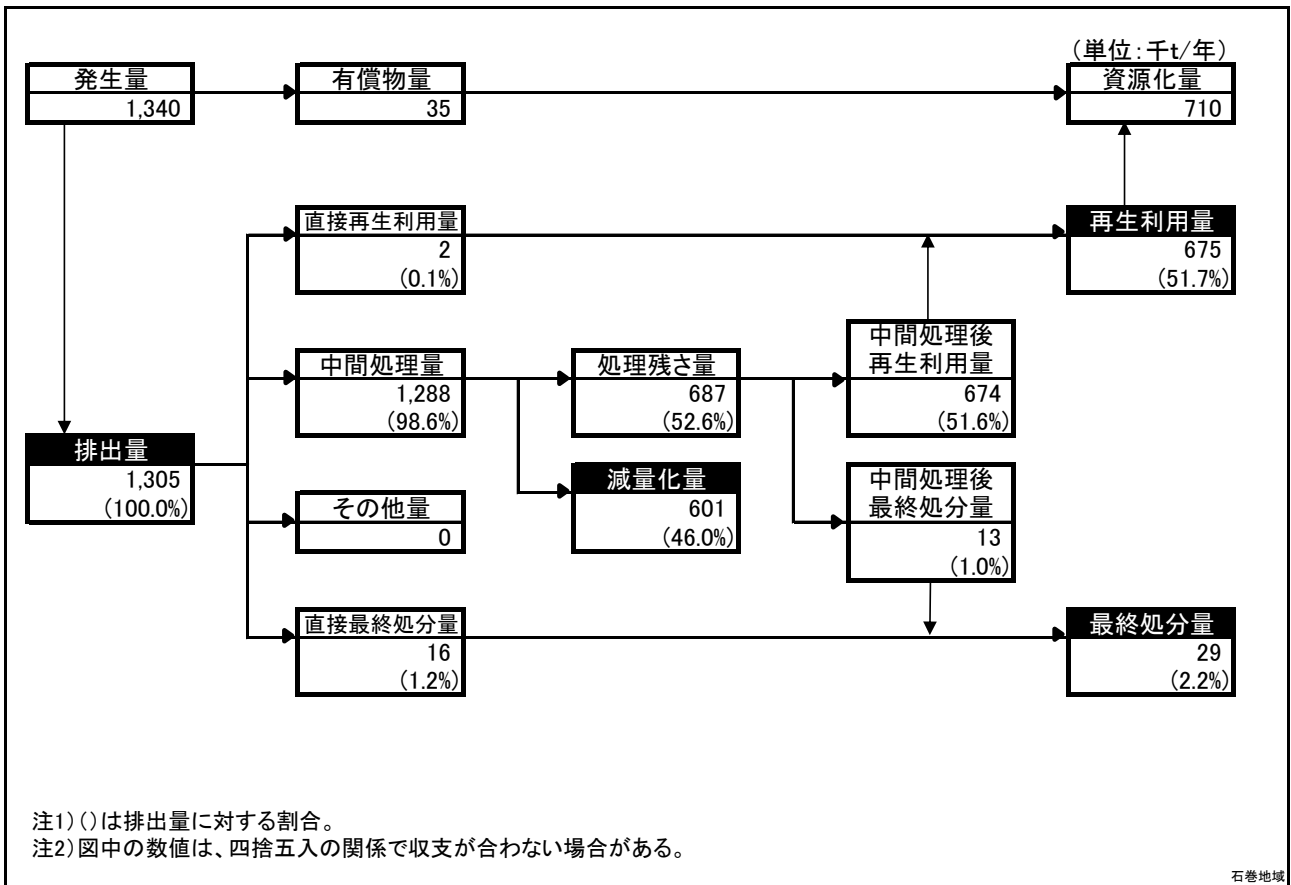 （単位：千t/年）
発生量
1,340
有償物量
35
資源化量
710
直接再生利用量
2
(0.1%)
再生利用量
675
(51.7%)
中間処理量
1,288
(98.6%)
処理残さ量
687
(52.6%)
中間処理後
再生利用量
674
(51.6%)
排出量
1,305
(100.0%)
減量化量
601
(46.0%)
中間処理後
最終処分量
13
(1.0%)
その他量
0
直接最終処分量
16
(1.2%)
最終処分量
29
(2.2%)
注1)()は排出量に対する割合。
注2)図中の数値は、四捨五入の関係で収支が合わない場合がある。
石巻地域